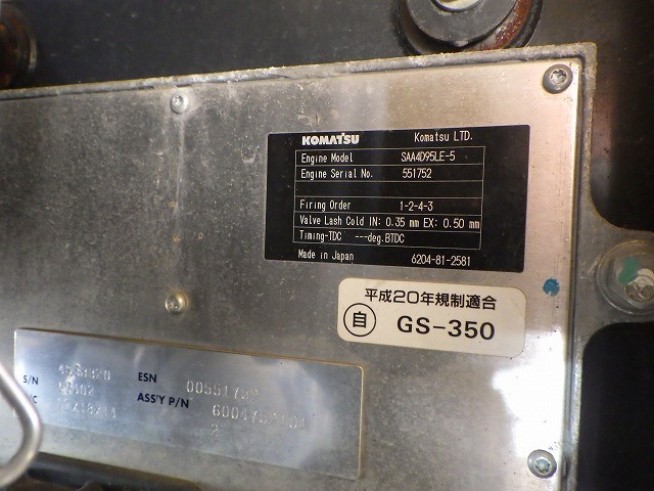 KOMATSU Komatsu LTD.
Engine Model SAA4D95LE-5
Engine Serial No. 551752
Firing Order 1-2-4-3
Valve Lash Cold IN: 0.35 mm EX: 0.50 mm
Timing-TDC ---deg.BTDC
Made in Japan 6204-81-2581
平成20年規制適合
自 GS-350
S/N ESN
ASS'Y P/N
2